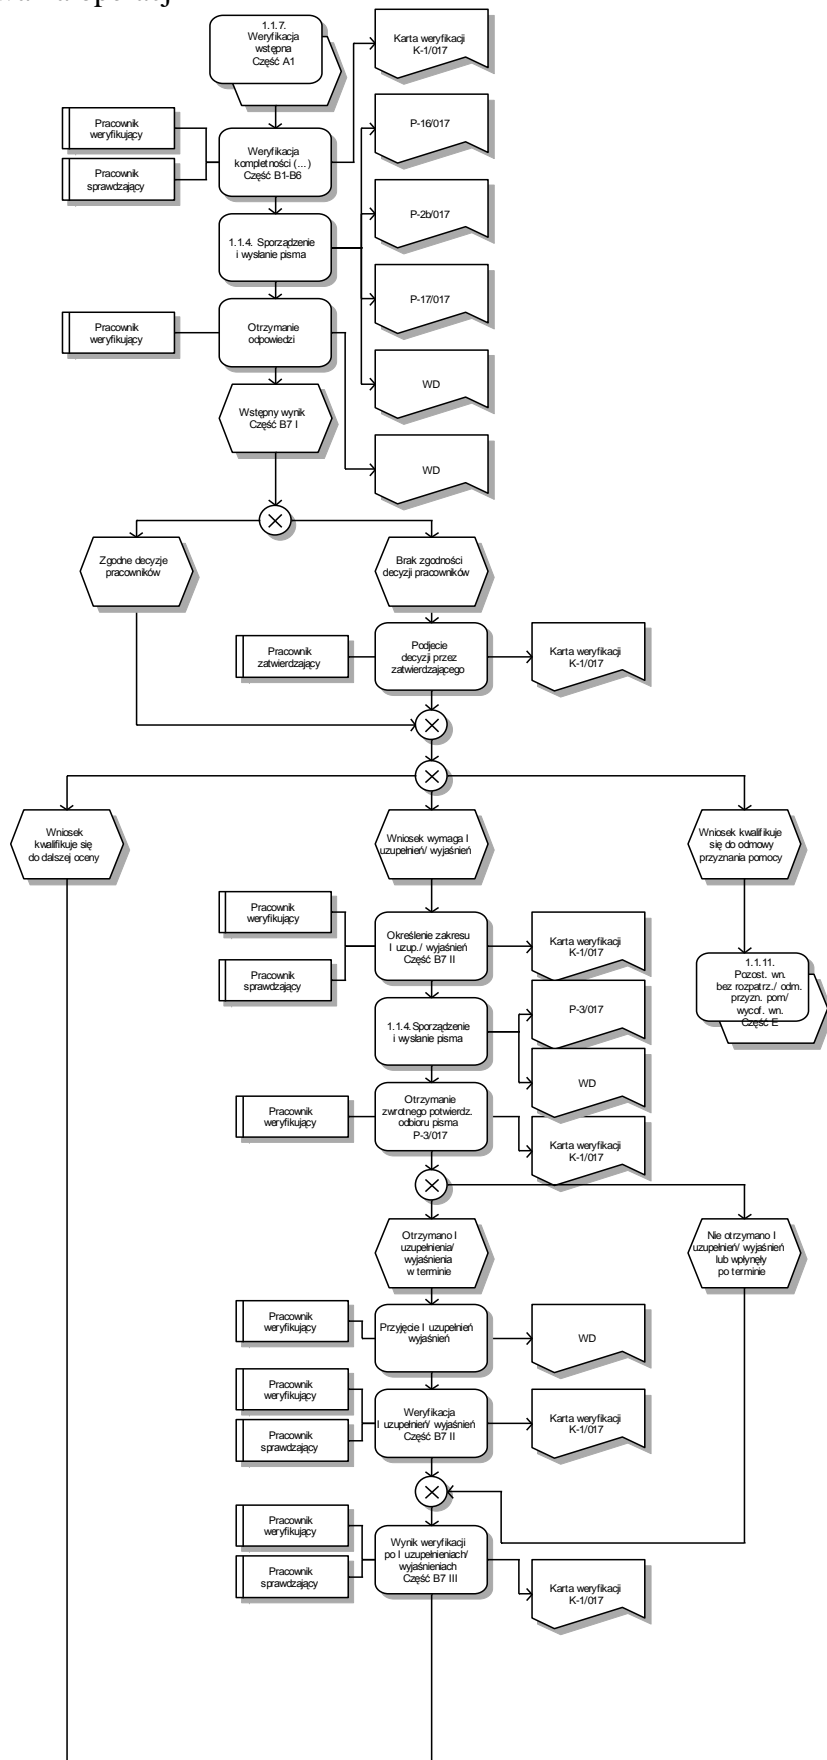 1.1.7.
Weryfikacja
wstępna
Część A1
Karta weryfikacji
K-1/017
Pracownik
weryfikujący
Pracownik
sprawdzający
Weryfikacja
kompletności (...)
Część B1-B6
P-16/017
P-2b/017
1.1.4. Sporządzenie
i wysłanie pisma
P-17/017
Pracownik
weryfikujący
Otrzymanie
odpowiedzi
WD
Wstępny wynik
Część B7 I
WD
Zgodne decyzje
pracowników
Brak zgodności
decyzji pracowników
Pracownik
zatwierdzający
Podjecie
decyzji przez
zatwierdzającego
Karta weryfikacji
K-1/017
Wniosek
kwalifikuje się
do dalszej oceny
Wniosek wymaga I
uzupełnień/ wyjaśnień
Wniosek kwalifikuje
się do odmowy
przyznania pomocy
Pracownik
weryfikujący
Pracownik
sprawdzający
Określenie zakresu
I uzup./ wyjaśnień
Część B7 II
Karta weryfikacji
K-1/017
1.1.11.
Pozost. wn.
bez rozpatrz./ odm.
przyzn. pom/
wycof. wn.
Część E
1.1.4.Sporządzenie
i wysłanie pisma
P-3/017
WD
Pracownik
weryfikujący
Otrzymanie
zwrotnego potwierdz.
odbioru pisma
P-3/017
Karta weryfikacji
K-1/017
Otrzymano I
uzupełnienia/
wyjaśnienia
w terminie
Nie otrzymano I
uzupełnień/ wyjaśnień
lub wpłynęły
po terminie
Pracownik
weryfikujący
Przyjęcie I uzupełnień
wyjaśnień
WD
Pracownik
weryfikujący
Pracownik
sprawdzający
Weryfikacja
I uzupełnień/ wyjaśnień
Część B7 II
Karta weryfikacji
K-1/017
Pracownik
weryfikujący
Pracownik
sprawdzający
Wynik weryfikacji
po I uzupełnieniach/
wyjaśnieniach
Część B7 III
Karta weryfikacji
K-1/017